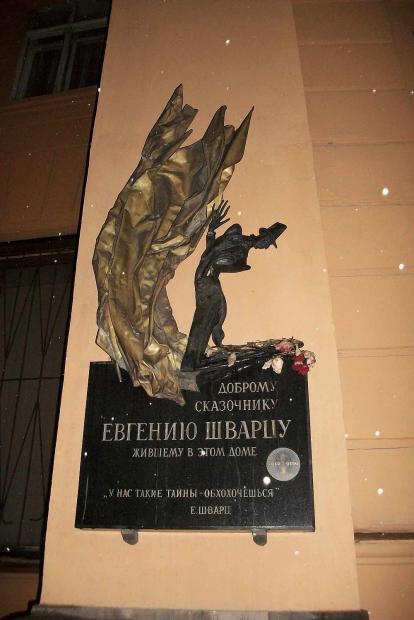 ДОБРОМУ
СКАЗОЧНИКУ
ЕВГЕНИЮ ШВАРЦУ
ЖИВШЕМУ В ЭТОМ ДОМЕ
„У НАС ТАКИЕ ТАЙНЫ - ОБХОХОЧЕШЬСЯ"
Е. ШВАРЦ